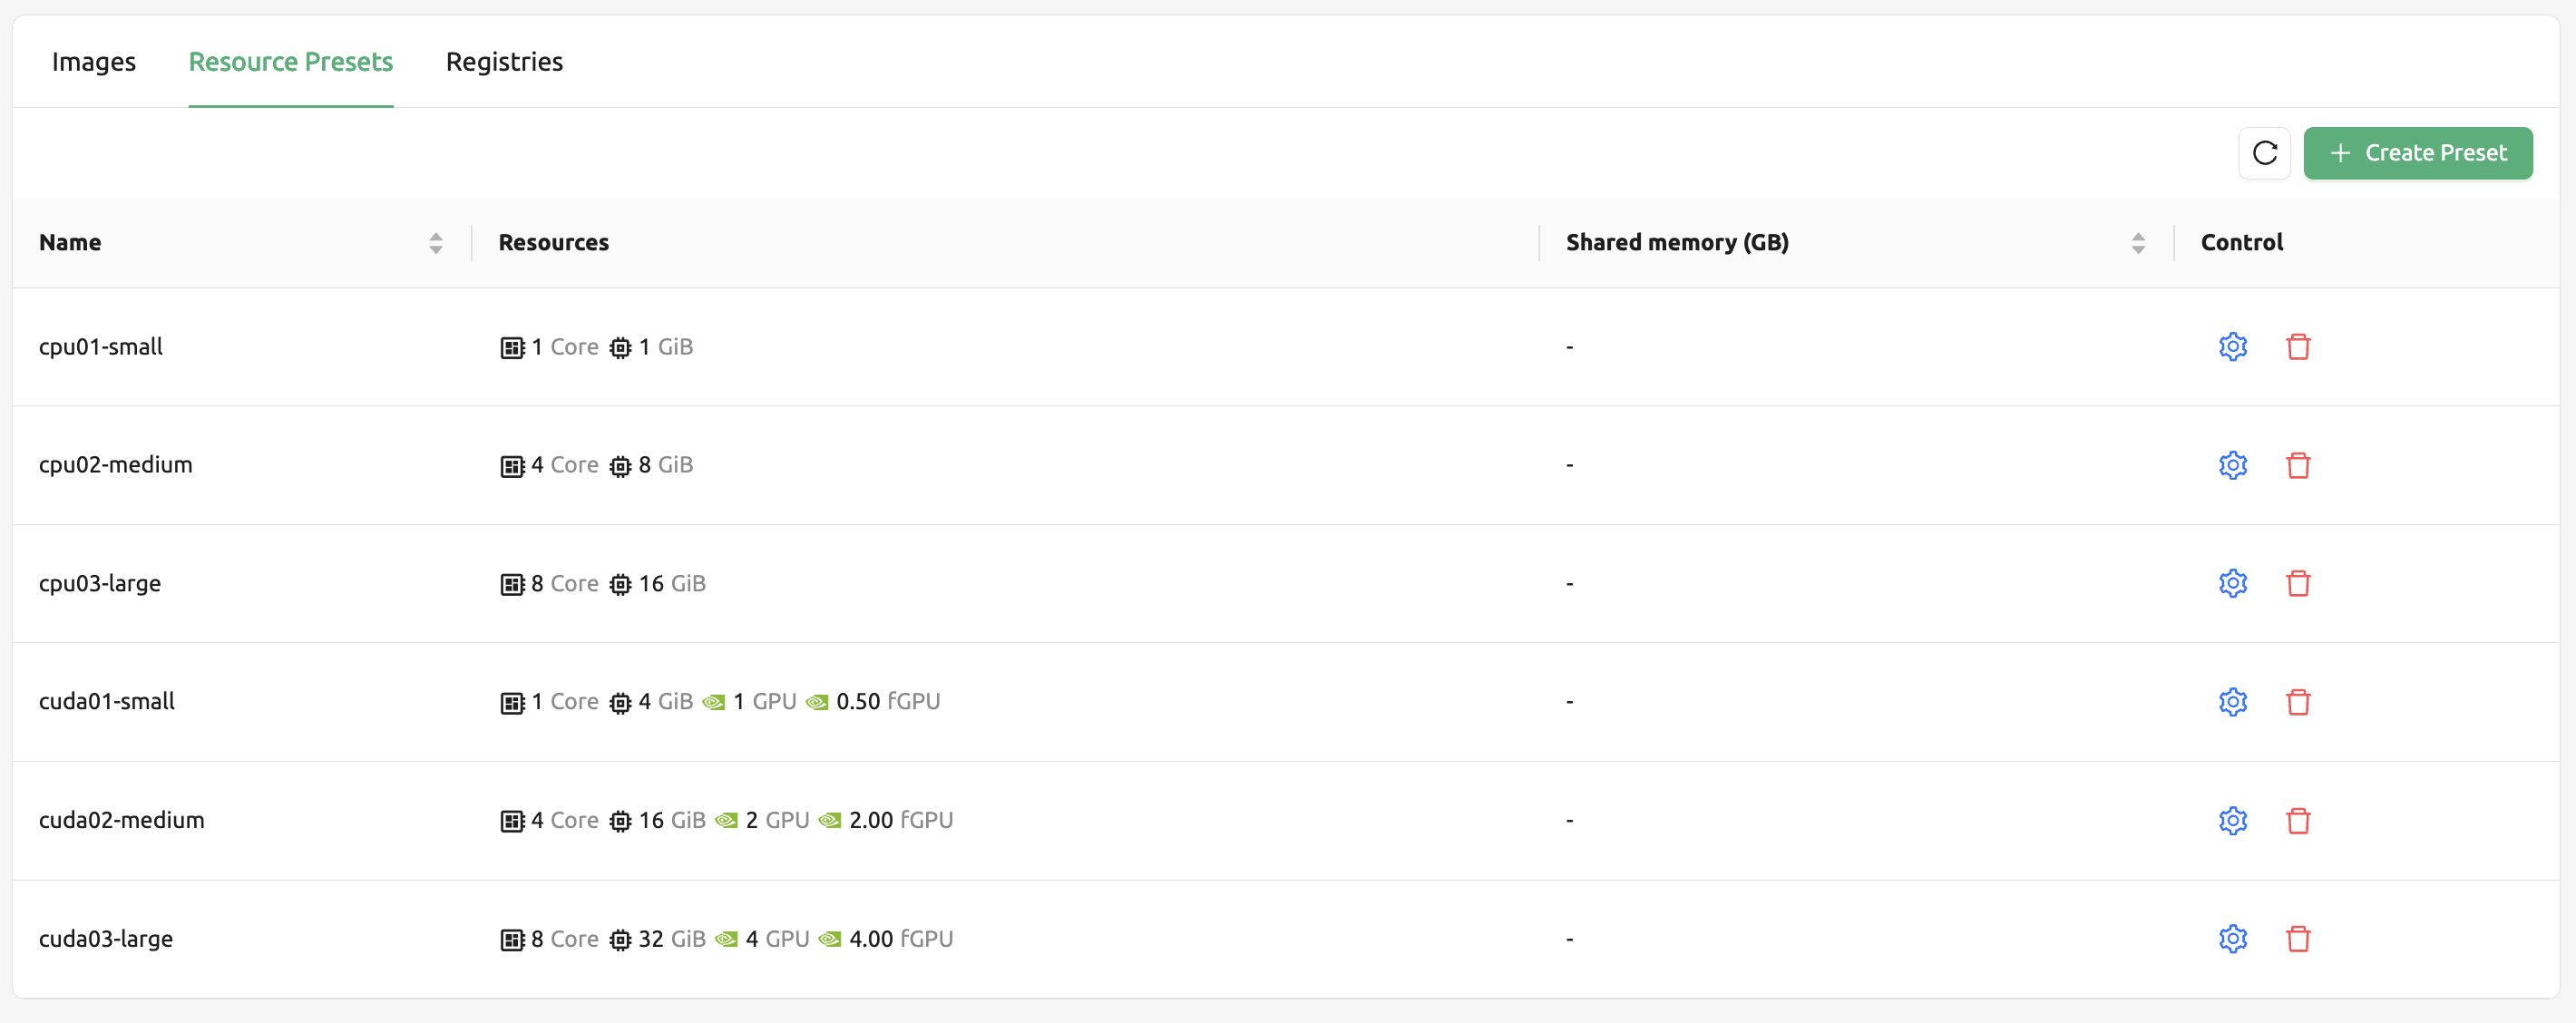 Images Resource Presets Registries
Create Preset
Name Resources Shared memory (GB) Control
cpu01-small 1 Core 1 GiB -
cpu02-medium 4 Core 8 GiB -
cpu03-large 8 Core 16 GiB -
cuda01-small 1 Core 4 GiB 1 GPU 0.50 fGPU -
cuda02-medium 4 Core 16 GiB 2 GPU 2.00 fGPU -
cuda03-large 8 Core 32 GiB 4 GPU 4.00 fGPU -